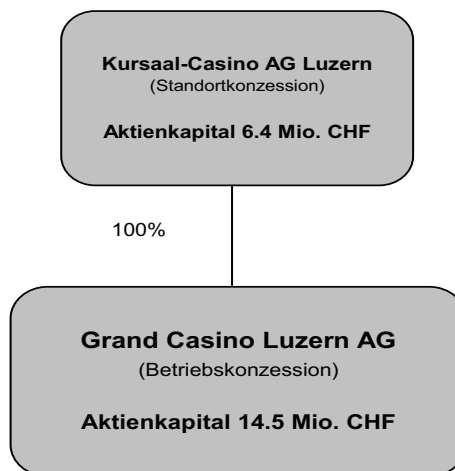 Kursaal-Casino AG Luzern
(Standortkonzession)
Aktienkapital 6.4 Mio. CHF
100%
Grand Casino Luzern AG
(Betriebskonzession)
Aktienkapital 14.5 Mio. CHF